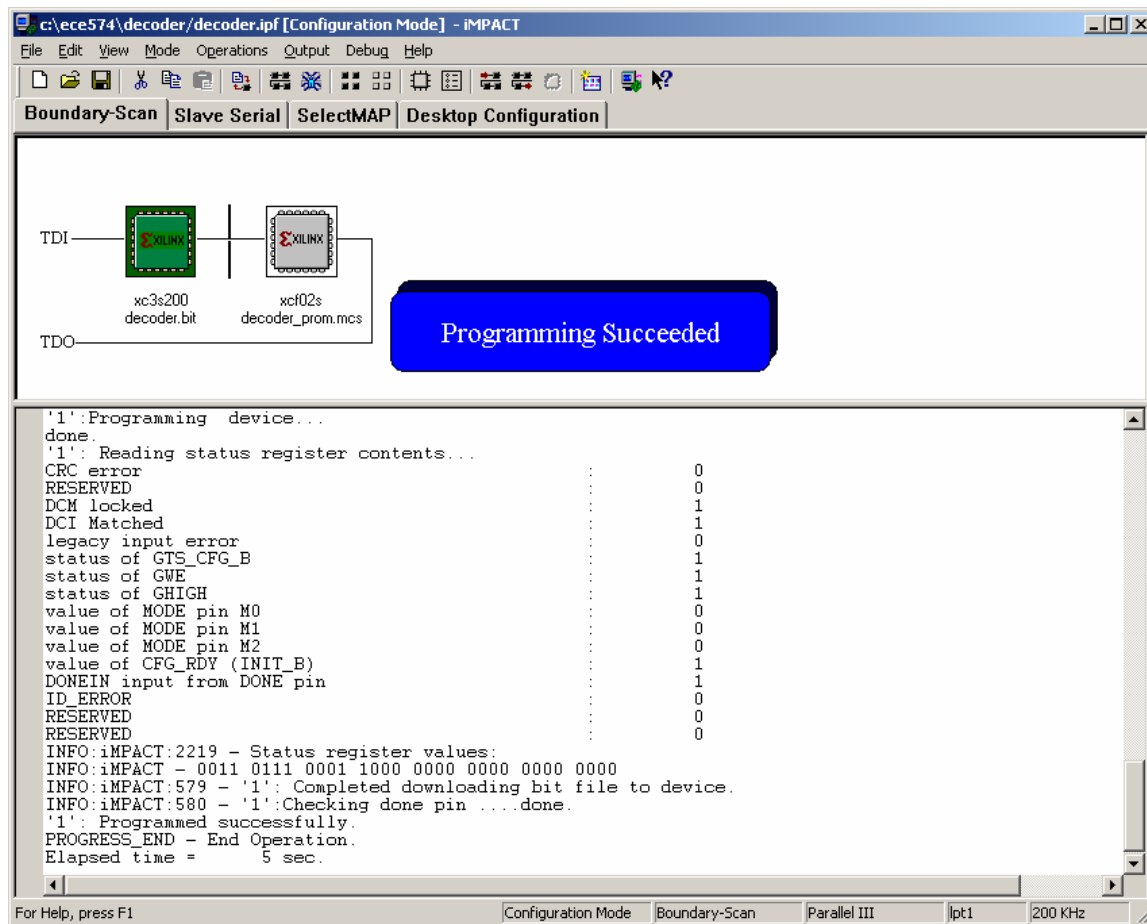 c:\ece574\decoder/decoder.ipf [Configuration Mode] - iMPACT
File Edit View Mode Operations Output Debug Help
Boundary-Scan Slave Serial SelectMAP Desktop Configuration
TDI
XILINX XILINX
xc3s200 xcf02s
decoder.bit decoder_prom.mcs
TDO
Programming Succeeded
'1':Programming  device...
done.
'1': Reading status register contents...
CRC error : 0
RESERVED : 0
DCM locked : 1
DCI Matched : 1
legacy input error : 0
status of GTS_CFG_B : 1
status of GWE : 1
status of GHIGH : 1
value of MODE pin M0 : 0
value of MODE pin M1 : 0
value of MODE pin M2 : 0
value of CFG_RDY (INIT_B) : 1
DONEIN input from DONE pin : 1
ID_ERROR : 0
RESERVED : 0
RESERVED : 0
INFO:iMPACT:2219 - Status register values:
INFO:iMPACT - 0011 0111 0001 1000 0000 0000 0000 0000
INFO:iMPACT:579 - '1': Completed downloading bit file to device.
INFO:iMPACT:580 - '1':Checking done pin ....done.
'1': Programmed successfully.
PROGRESS_END - End Operation.
Elapsed time =      5 sec.
For Help, press F1 Configuration Mode Boundary-Scan Parallel III lpt1 200 KHz